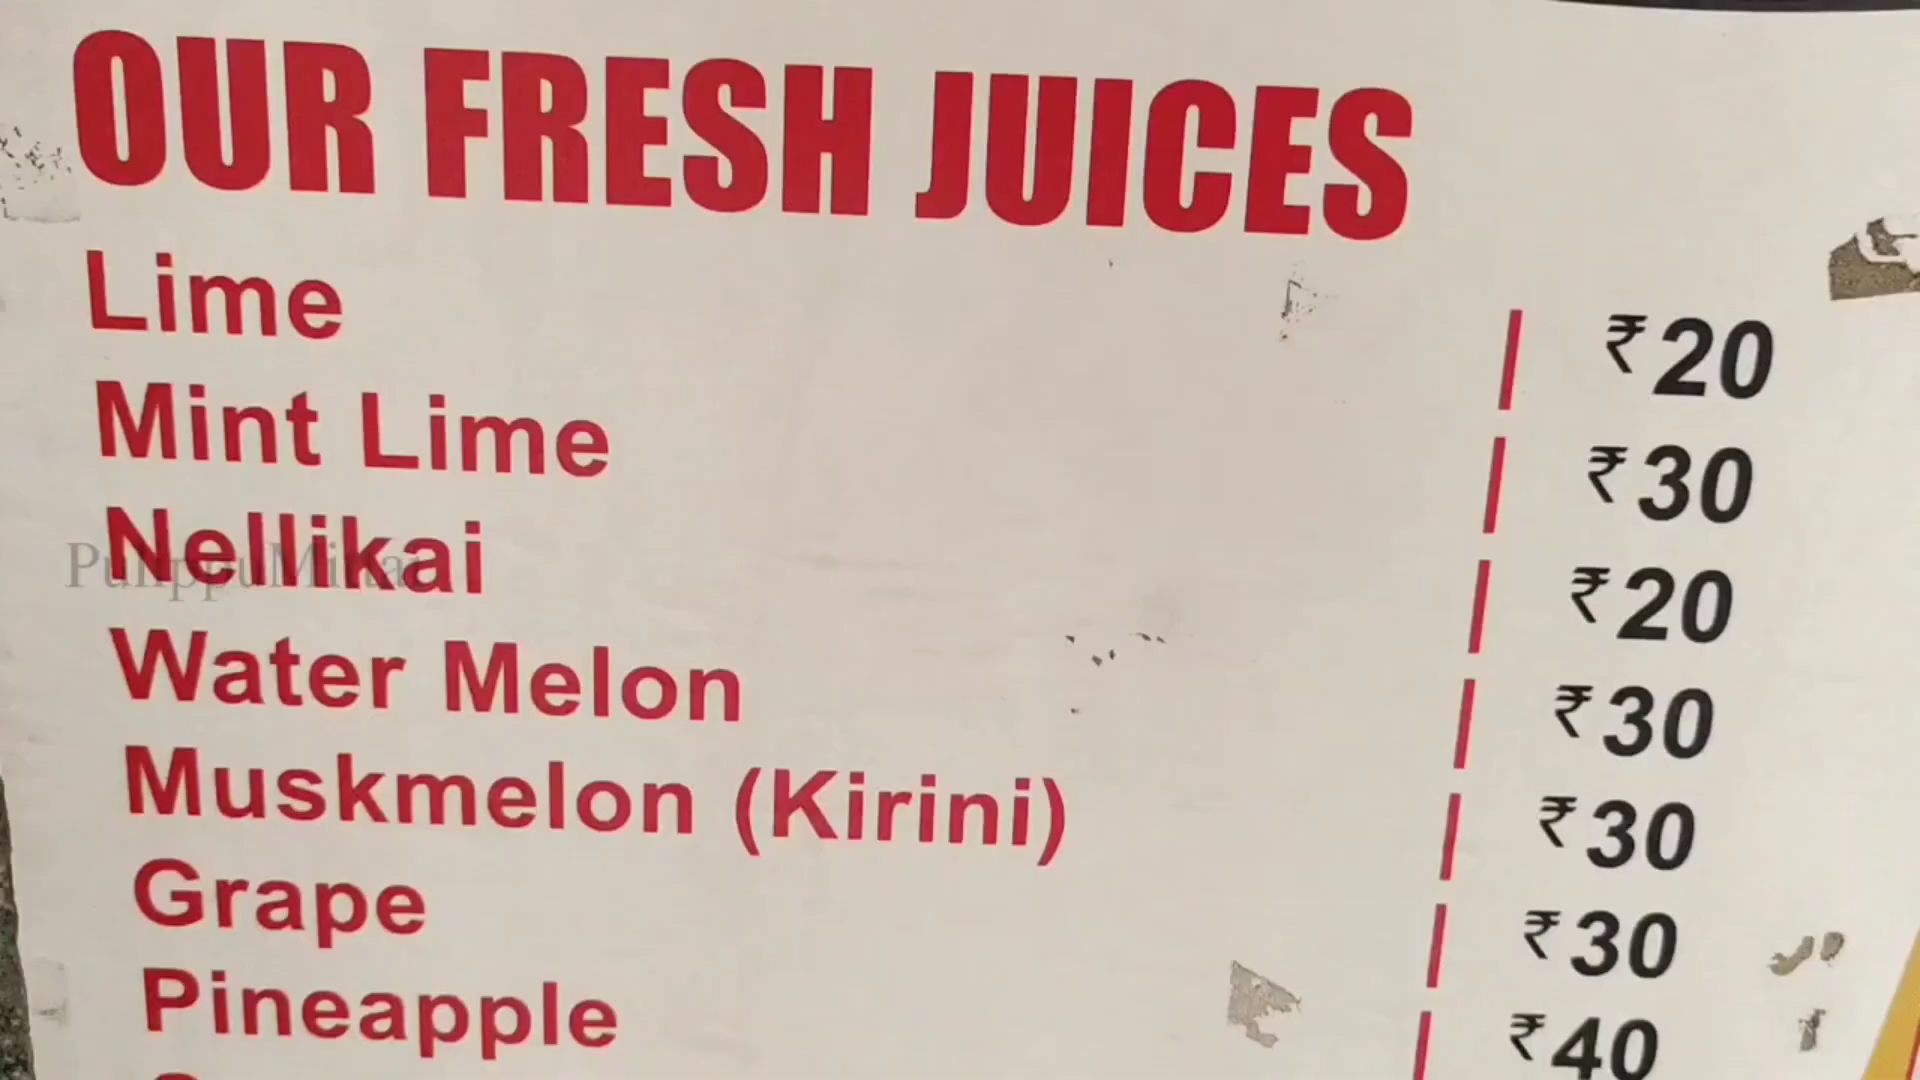 OUR FRESH JUICES
Lime | ₹20
Mint Lime | ₹30
Nellikai | ₹20
PulippuMittai
Water Melon | ₹30
Muskmelon (Kirini) | ₹30
Grape | ₹30
Pineapple | ₹40